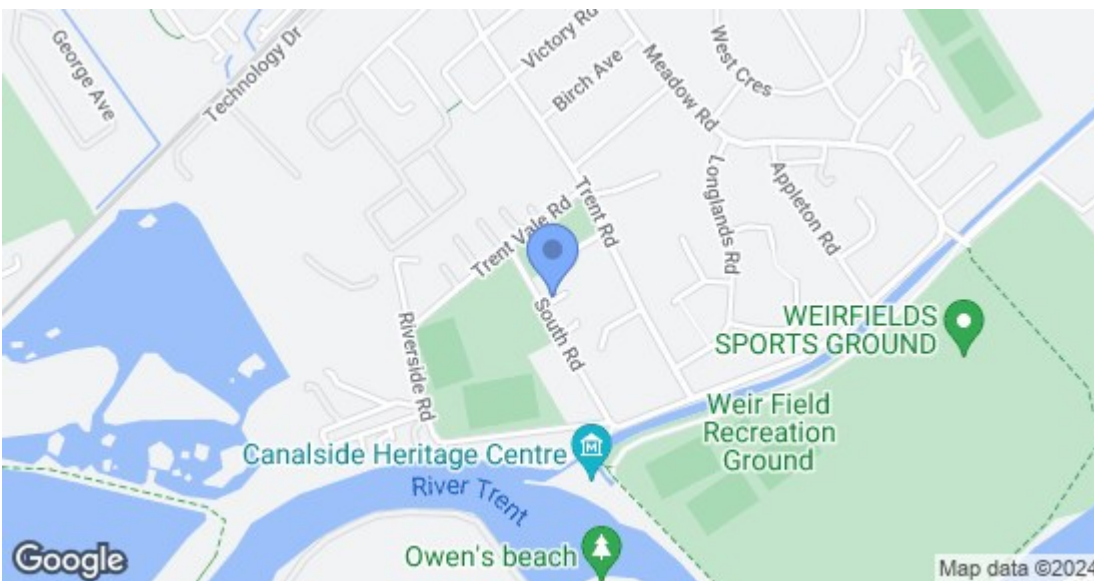 George Ave
Technology Dr
Victory Rd
Birch Ave
West Cres
Meadow Rd
Longlands Rd
Appleton Rd
Trent Rd
Trent Vale Rd
South Rd
Riverside Rd
WEIRFIELDS
SPORTS GROUND
Weir Field
Recreation
Ground
Canalside Heritage Centre
M
River Trent
Owen's beach
Google
Map data ©2024